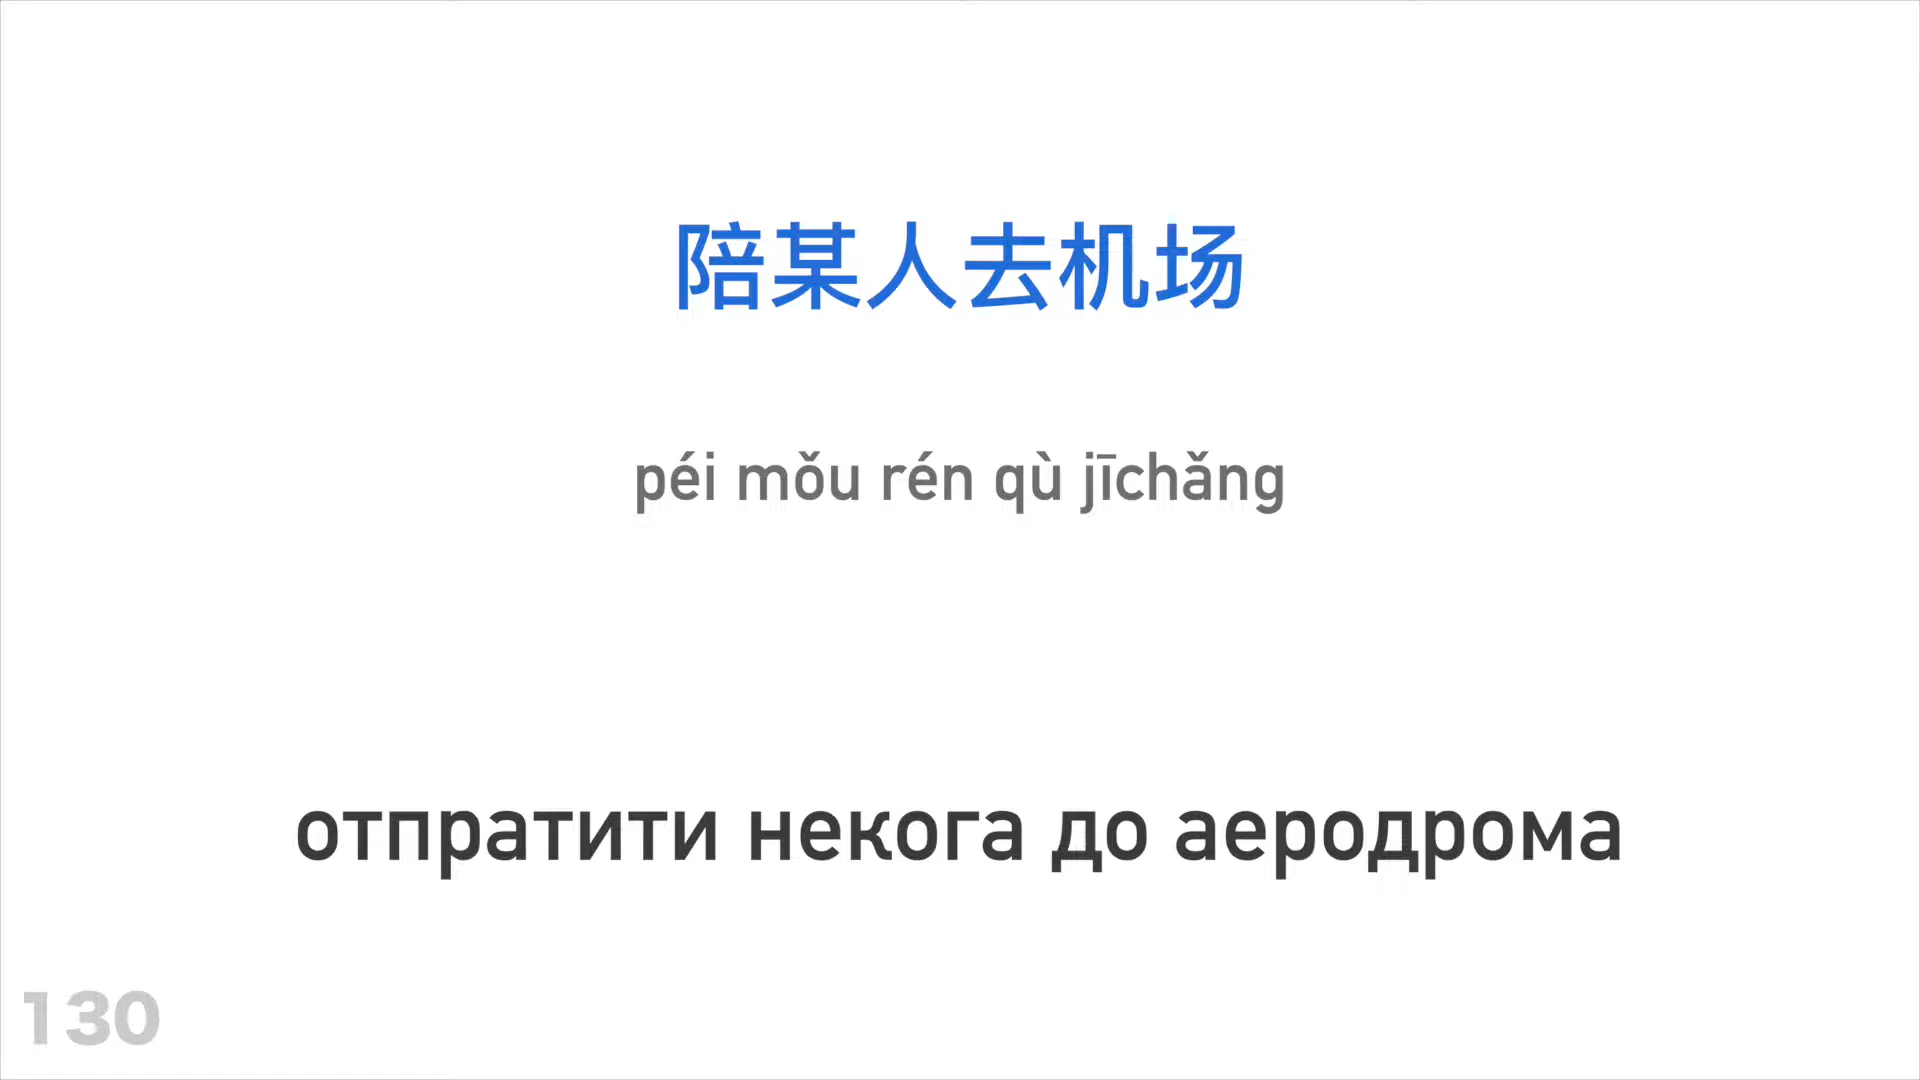 陪某人去机场
péi mǒu rén qù jīchǎng
отпратити некога до аеродрома
130